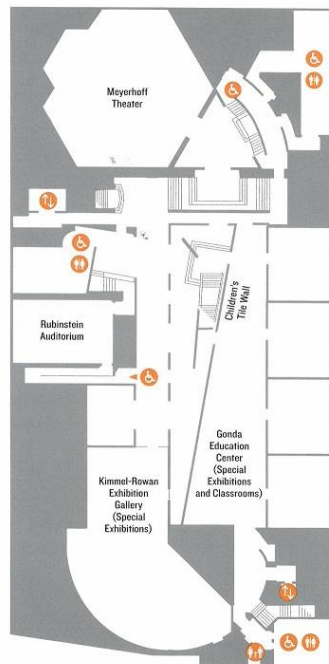 Meyerhoff
Theater
Children's
Tile Wall
Rubinstein
Auditorium
Gonda
Education
Center
(Special
Exhibitions
and Classrooms)
Kimmel-Rowan
Exhibition
Gallery
(Special
Exhibitions)